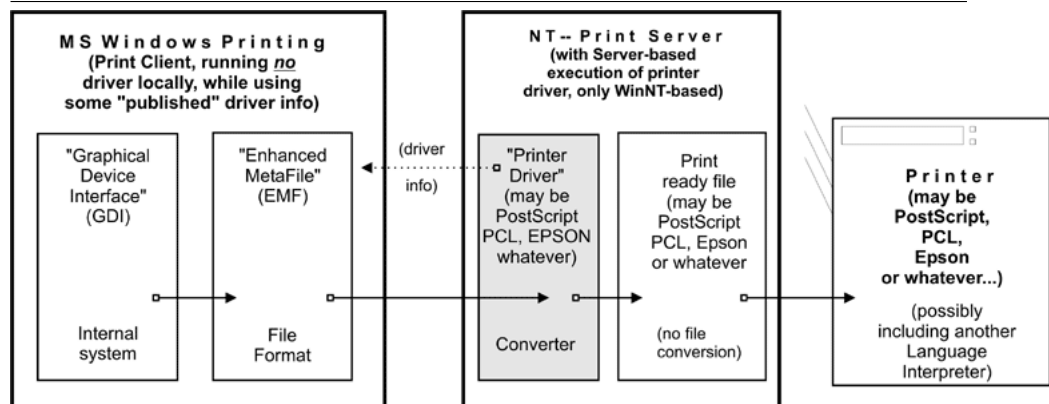 MS Windows Printing
(Print Client, running no
driver locally, while using
some "published" driver info)
"Graphical
Device
Interface"
(GDI)
Internal
system
"Enhanced
MetaFile"
(EMF)
File
Format
(driver
info)
NT -- Print Server
(with Server-based
execution of printer
driver, only WinNT-based)
"Printer
Driver"
(may be
PostScript
PCL, EPSON
whatever)
Converter
Print
ready file
(may be
PostScript
PCL, Epson
or whatever
(no file
conversion)
Printer
(may be
PostScript,
PCL,
Epson
or whatever...)
(possibly
including another
Language
Interpreter)